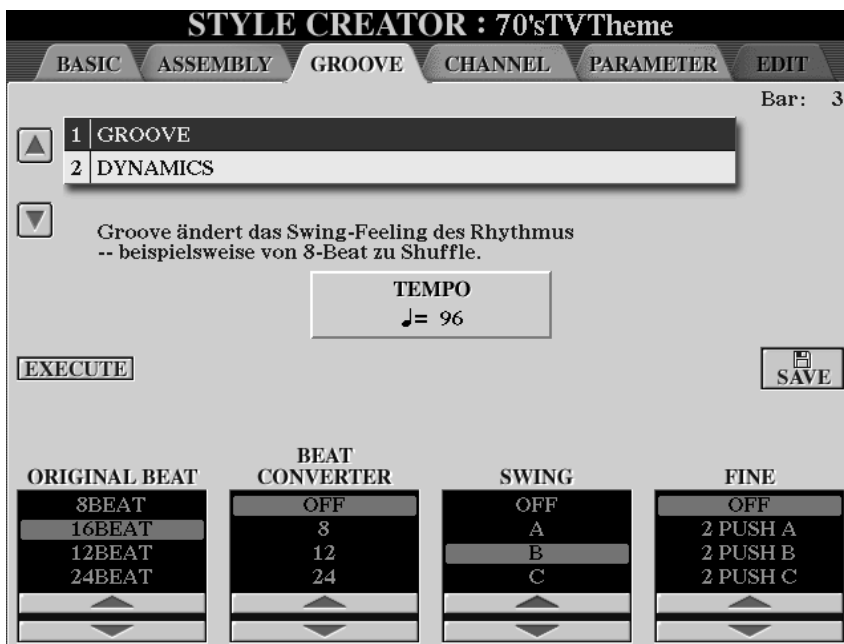 STYLE CREATOR : 70'sTVTheme
BASIC ASSEMBLY GROOVE CHANNEL PARAMETER EDIT
Bar: 3
1 GROOVE
2 DYNAMICS
Groove ändert das Swing-Feeling des Rhythmus
-- beispielsweise von 8-Beat zu Shuffle.
TEMPO
♩= 96
EXECUTE
SAVE
ORIGINAL BEAT
8BEAT
16BEAT
12BEAT
24BEAT
BEAT
CONVERTER
OFF
8
12
24
SWING
OFF
A
B
C
FINE
OFF
2 PUSH A
2 PUSH B
2 PUSH C